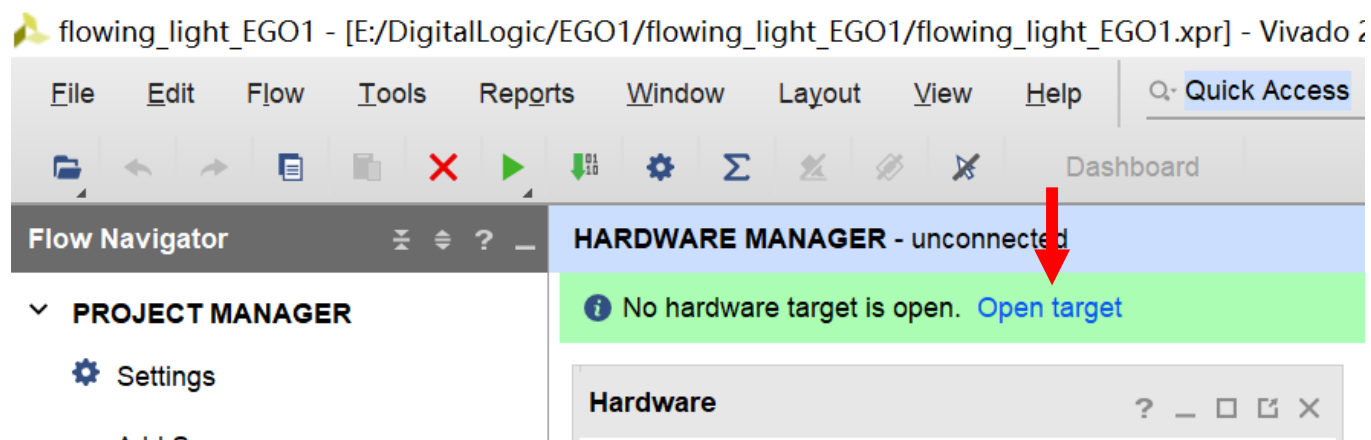 flowing_light_EGO1 - [E:/DigitalLogic/EGO1/flowing_light_EGO1/flowing_light_EGO1.xpr] - Vivado 2
File Edit Flow Tools Reports Window Layout View Help Quick Access
Dashboard
Flow Navigator ? HARDWARE MANAGER - unconnected
No hardware target is open. Open target
PROJECT MANAGER
Settings
Hardware ?